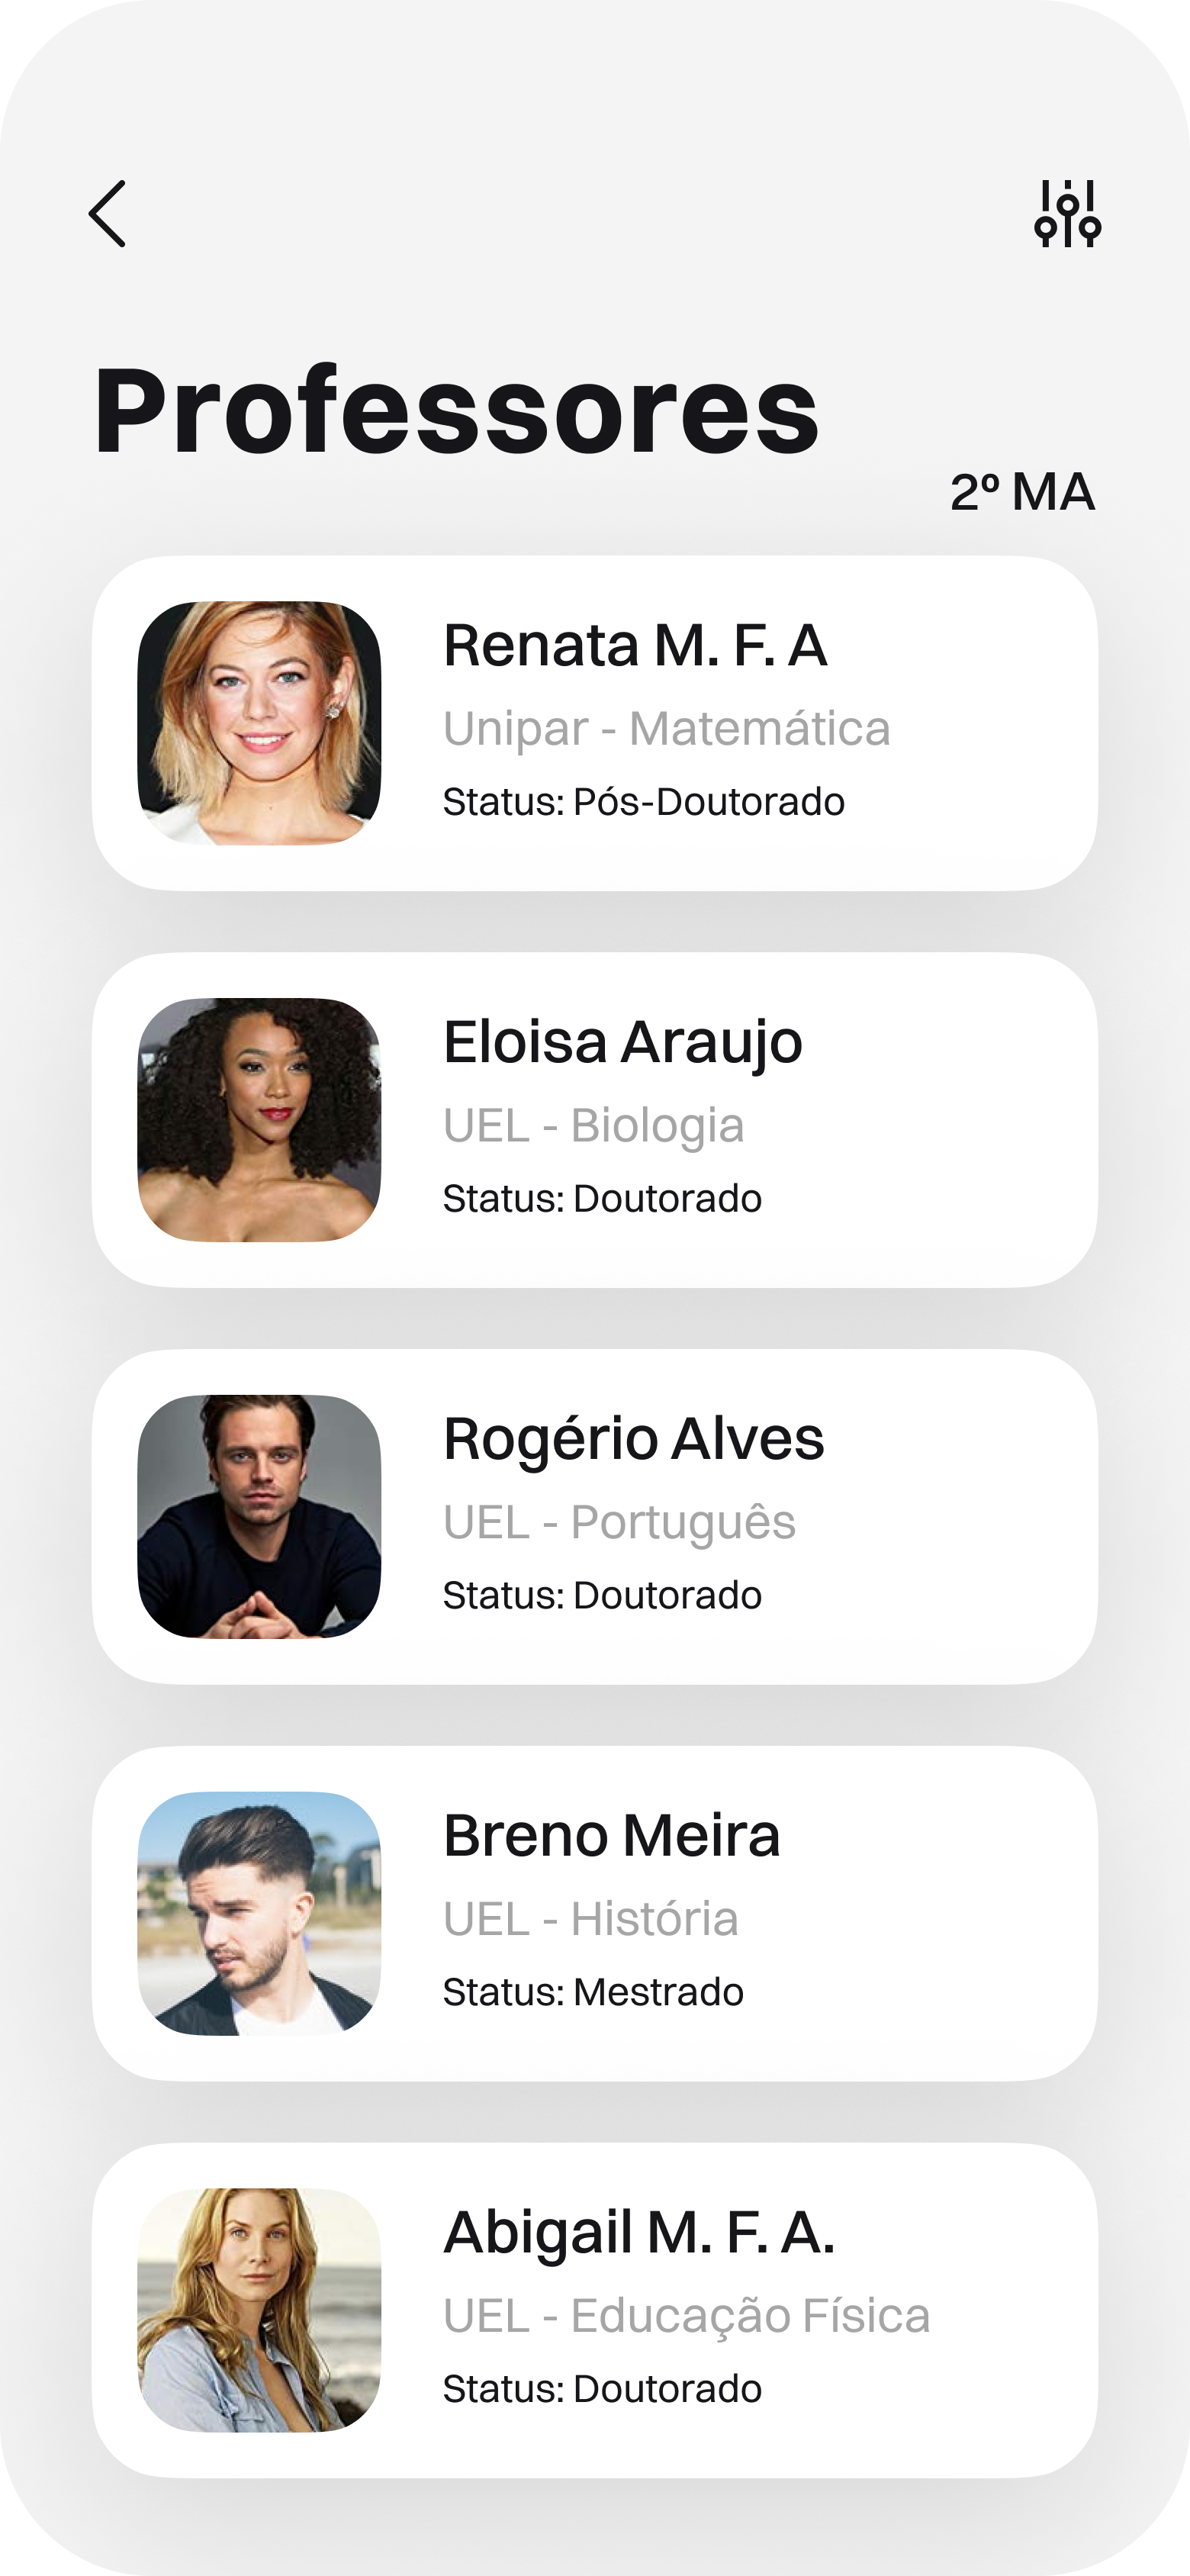 Professores
2º MA
Renata M. F. A
Unipar - Matemática
Status: Pós-Doutorado
Eloisa Araujo
UEL - Biologia
Status: Doutorado
Rogério Alves
UEL - Português
Status: Doutorado
Breno Meira
UEL - História
Status: Mestrado
Abigail M. F. A.
UEL - Educação Física
Status: Doutorado